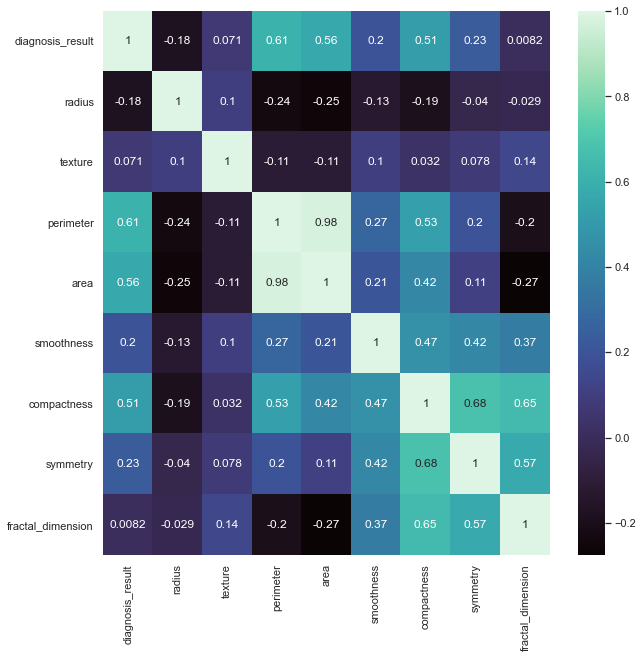 diagnosis_result 1 -0.18 0.071 0.61 0.56 0.2 0.51 0.23 0.0082
radius -0.18 1 0.1 -0.24 -0.25 -0.13 -0.19 -0.04 -0.029
texture 0.071 0.1 1 -0.11 -0.11 0.1 0.032 0.078 0.14
perimeter 0.61 -0.24 -0.11 1 0.98 0.27 0.53 0.2 -0.2
area 0.56 -0.25 -0.11 0.98 1 0.21 0.42 0.11 -0.27
smoothness 0.2 -0.13 0.1 0.27 0.21 1 0.47 0.42 0.37
compactness 0.51 -0.19 0.032 0.53 0.42 0.47 1 0.68 0.65
symmetry 0.23 -0.04 0.078 0.2 0.11 0.42 0.68 1 0.57
fractal_dimension 0.0082 -0.029 0.14 -0.2 -0.27 0.37 0.65 0.57 1
diagnosis_result
radius
texture
perimeter
area
smoothness
compactness
symmetry
fractal_dimension
1.0
0.8
0.6
0.4
0.2
0.0
−0.2